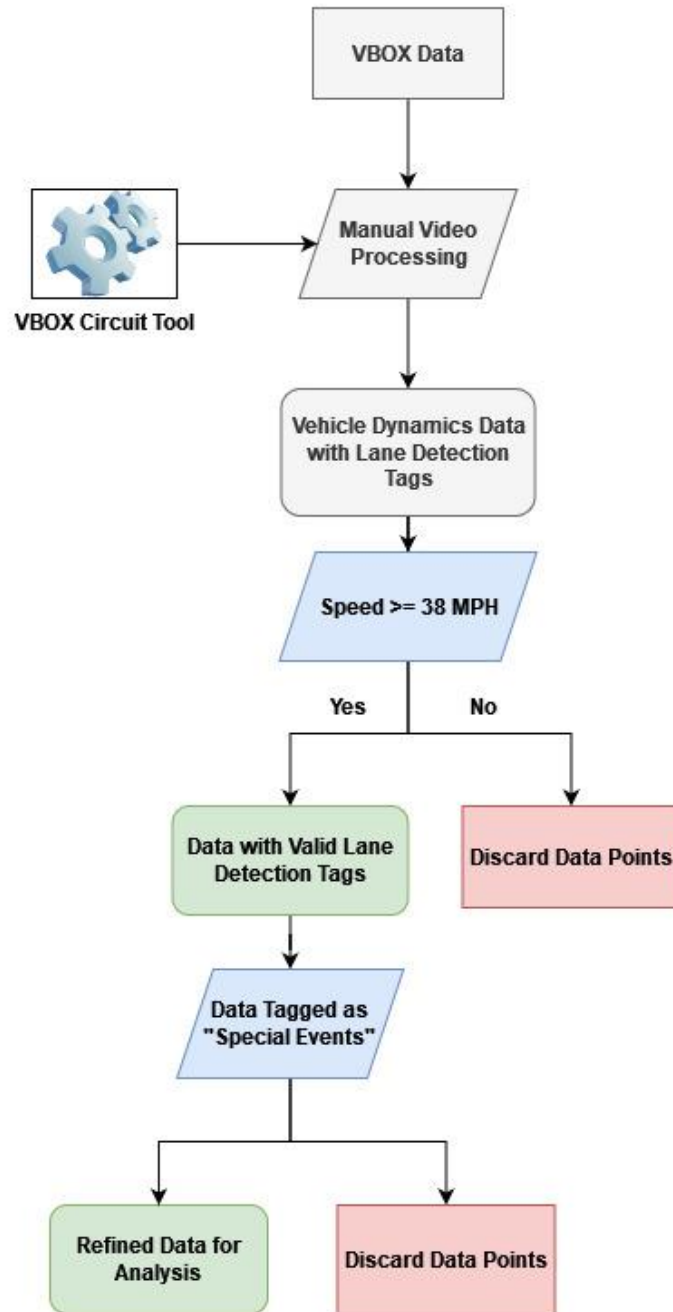 VBOX Data
Manual Video
Processing
VBOX Circuit Tool
Vehicle Dynamics Data
with Lane Detection
Tags
Speed >= 38 MPH
Yes
No
Data with Valid Lane
Detection Tags
Discard Data Points
Data Tagged as
"Special Events"
Refined Data for
Analysis
Discard Data Points